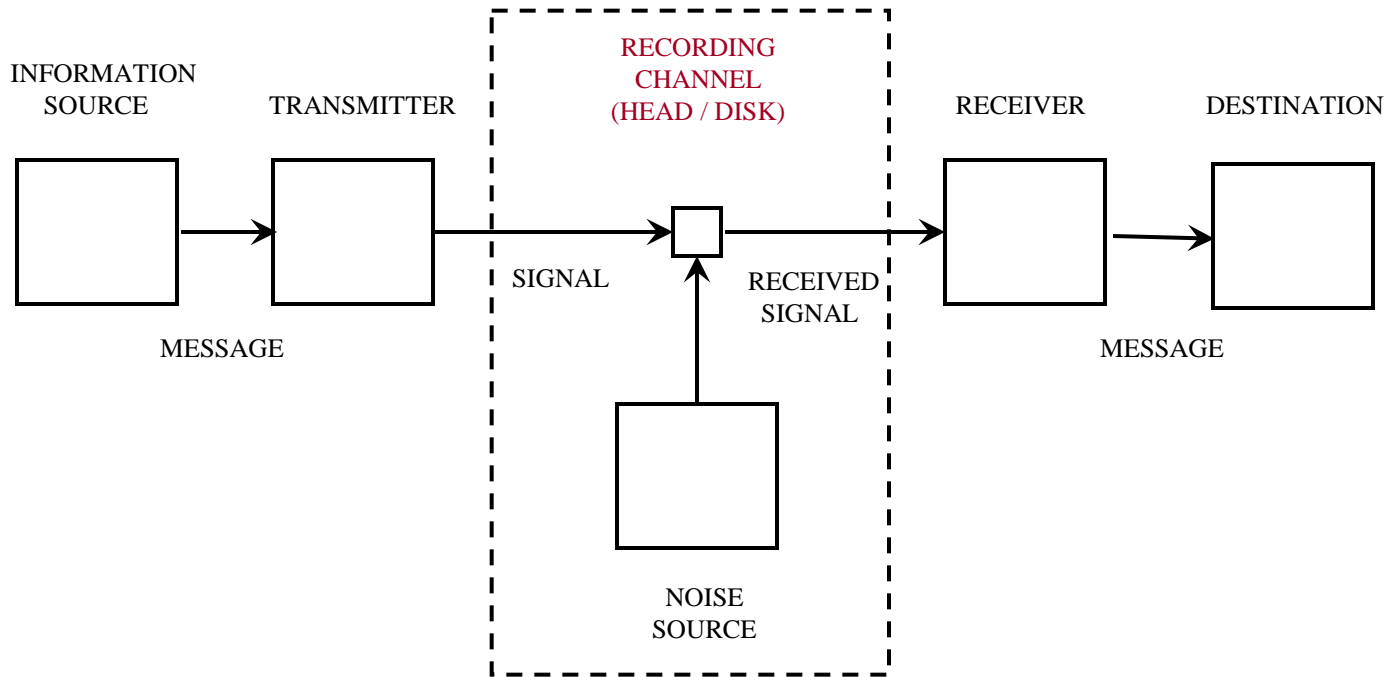 INFORMATION
SOURCE
TRANSMITTER
RECORDING
CHANNEL
(HEAD / DISK)
RECEIVER
DESTINATION
SIGNAL
RECEIVED
SIGNAL
MESSAGE
MESSAGE
NOISE
SOURCE